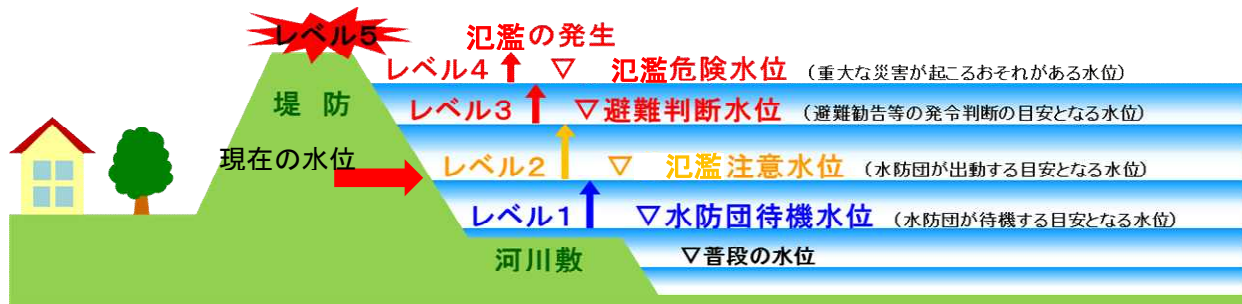 レベル5
氾濫の発生
レベル4 ▽ 氾濫危険水位 (重大な災害が起こるおそれがある水位)
堤 防
レベル3 ▽避難判断水位 (避難勧告等の発令判断の目安となる水位)
現在の水位
レベル2 ▽ 氾濫注意水位 (水防団が出動する目安となる水位)
レベル1 ▽水防団待機水位 (水防団が待機する目安となる水位)
河川敷
▽普段の水位